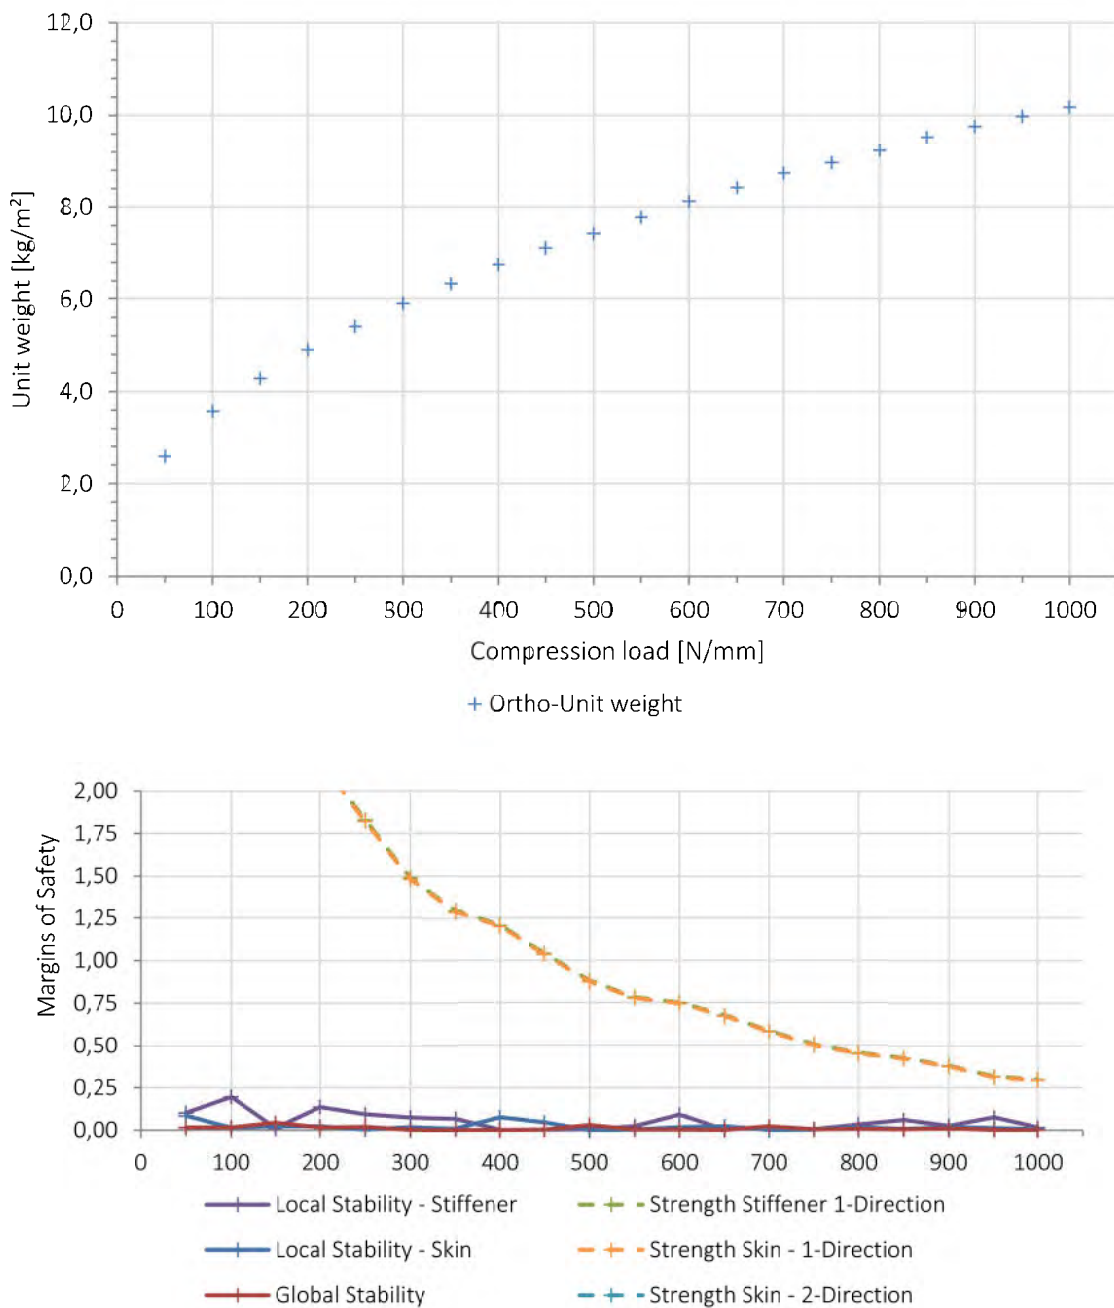 12,0
10,0
8,0
6,0
4,0
2,0
0,0
Unit weight [kg/m²]
0 100 200 300 400 500 600 700 800 900 1000
Compression load [N/mm]
Ortho-Unit weight
2,00
1,75
1,50
1,25
1,00
0,75
0,50
0,25
0,00
Margins of Safety
0 100 200 300 400 500 600 700 800 900 1000
Local Stability - Stiffener Strength Stiffener 1-Direction
Local Stability - Skin Strength Skin - 1-Direction
Global Stability Strength Skin - 2-Direction